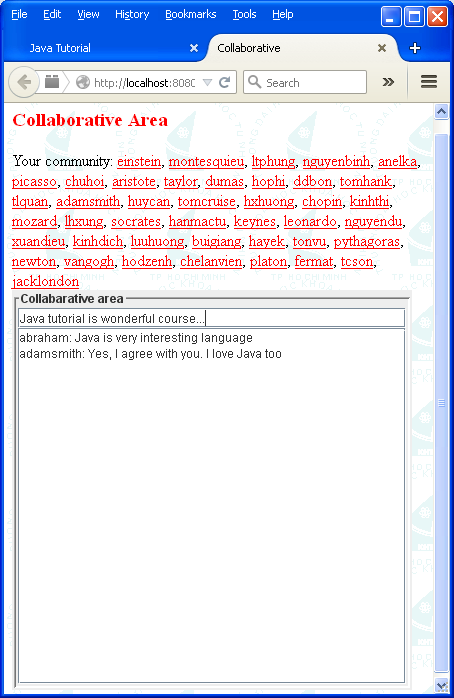 File Edit View History Bookmarks Tools Help
Java Tutorial
Collaborative
http://localhost:8080
Search
Collaborative Area
Your community: einstein, montesquieu, ltphung, nguyenbinh, anelka,
picasso, chuhoi, aristote, taylor, dumas, hophi, ddbon, tomhank,
tlquan, adamsmith, huycan, tomcruise, hxhuong, chopin, kinhthi,
mozard, lhxung, socrates, hanmactu, keynes, leonardo, nguyendu,
xuandieu, kinhdich, luuhuong, buigiang, hayek, tonvu, pythagoras,
newton, vangogh, hodzenh, chelanvien, platon, fermat, tcson,
jacklondon
Collabarative area
Java tutorial is wonderful course...
abraham: Java is very interesting language
adamsmith: Yes, I agree with you. I love Java too